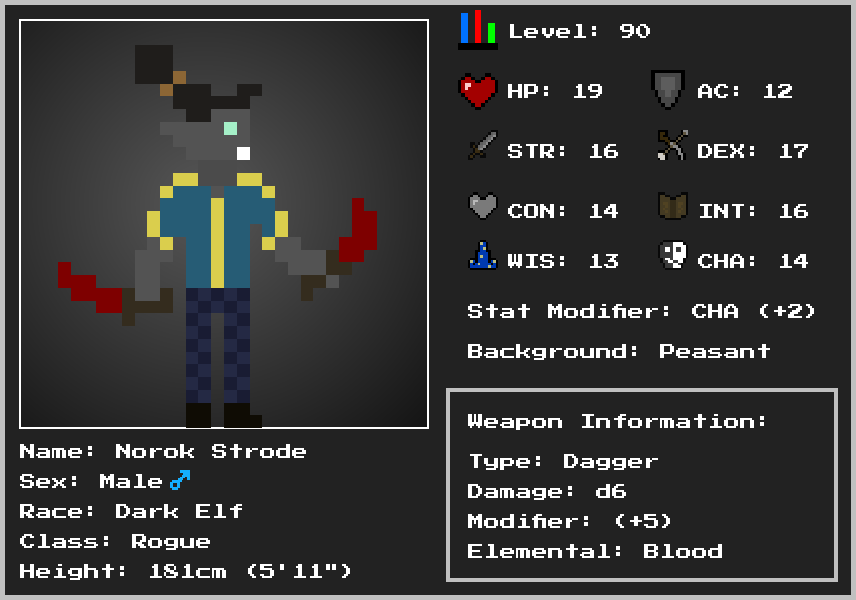 Level: 90
HP: 19 AC: 12
STR: 16 DEX: 17
CON: 14 INT: 16
WIS: 13 CHA: 14
Stat Modifier: CHA (+2)
Background: Peasant
Weapon Information:
Type: Dagger
Damage: d6
Modifier: (+5)
Elemental: Blood
Name: Norok Strode
Sex: Male ♂
Race: Dark Elf
Class: Rogue
Height: 181cm (5'11")